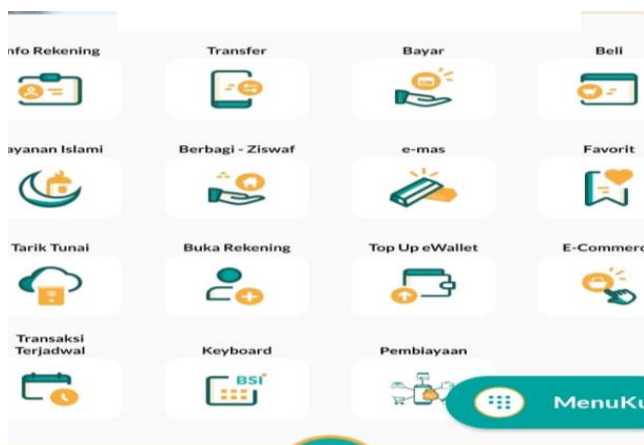 nfo Rekening
Transfer
Bayar
Beli
ayanan Islami
Berbagi - Ziswaf
e-mas
Favorit
Tarik Tunai
Buka Rekening
Top Up eWallet
E-Commerc
Transaksi
Terjadwal
Keyboard
Pembiayaan
BSI
MenuKu